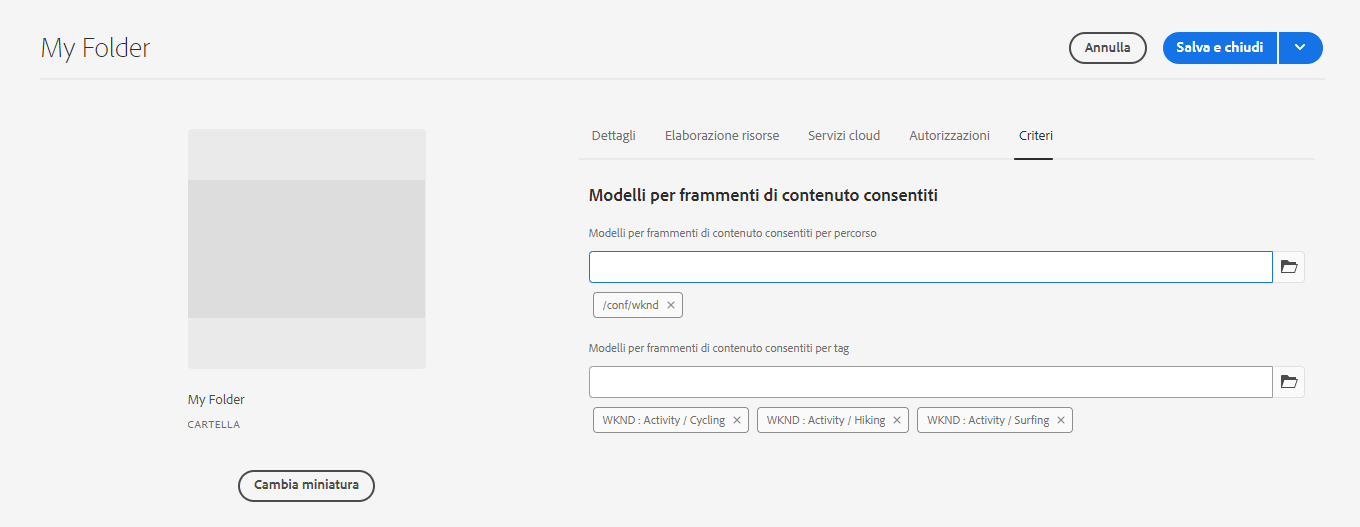 My Folder
Annulla
Salva e chiudi
Dettagli Elaborazione risorse Servizi cloud Autorizzazioni Criteri
Modelli per frammenti di contenuto consentiti
Modelli per frammenti di contenuto consentiti per percorso
/conf/wknd
Modelli per frammenti di contenuto consentiti per tag
WKND : Activity / Cycling WKND : Activity / Hiking WKND : Activity / Surfing
My Folder
CARTELLA
Cambia miniatura